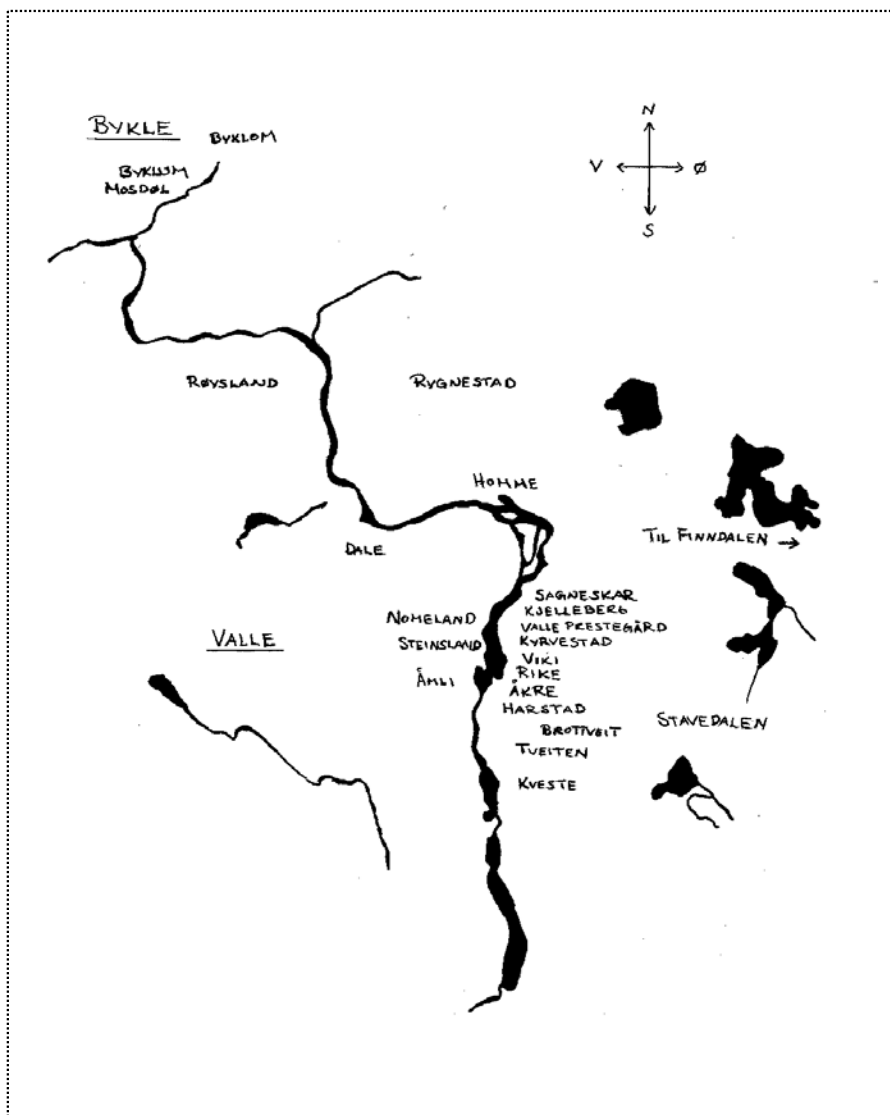 N
BYKLE
BYKLOM
V Ø
BYKLUM
MOSDØL
S
RØYSLAND
RYGNESTAD
HOMME
TIL FINNDALEN →
DALE
SAGNESKAR
KJELLEBERG
NOMELAND
VALLE PRESTEGÅRD
VALLE
STEINSLAND
KYRVESTAD
VIKI
ÅMLI
RIKE
ÅKRE
HARSTAD
STAVEDALEN
BROTTVEIT
TVEITEN
KVESTE